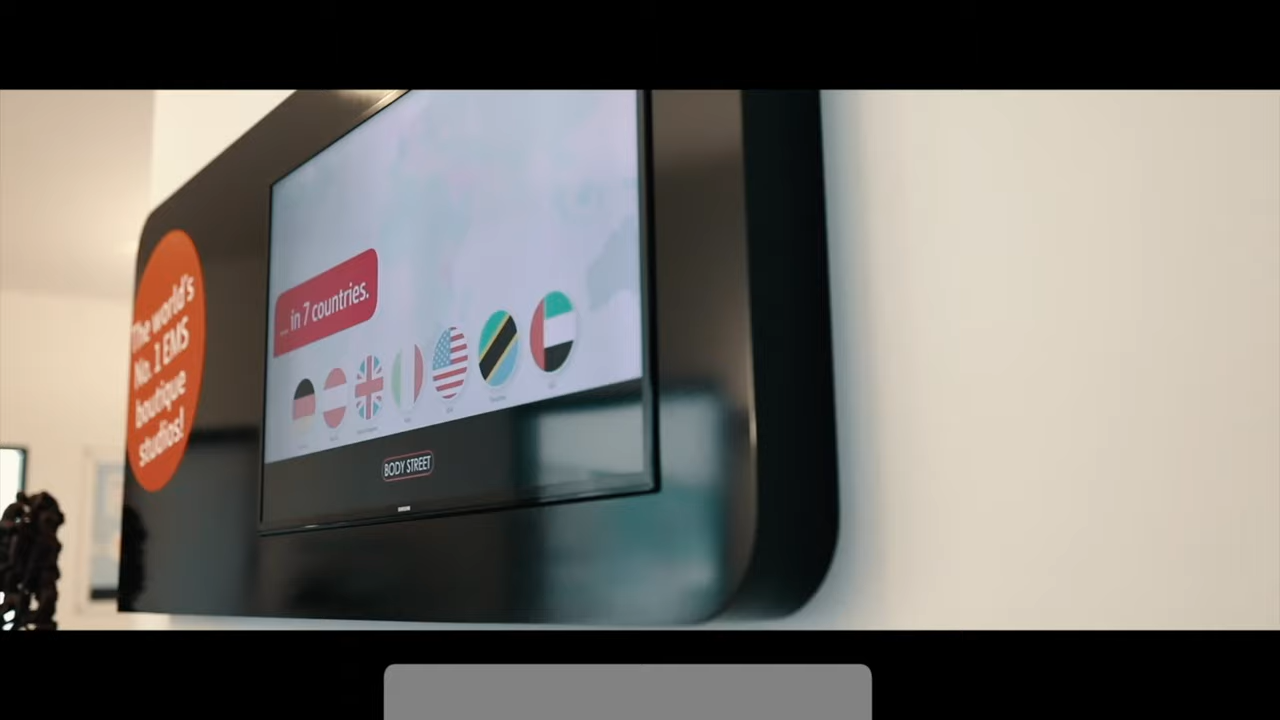 The world's
No. 1 EMS
boutique
studios!
... in 7 countries.
BODY STREET